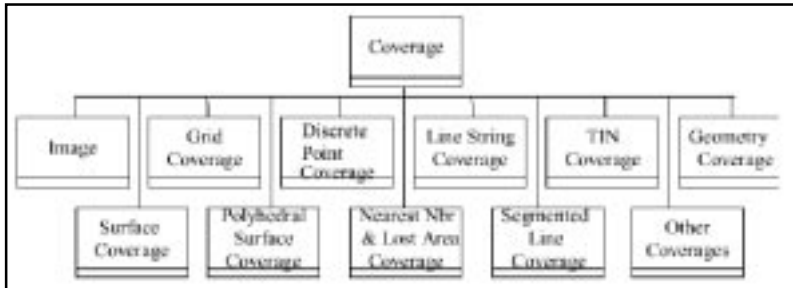 Coverage
Image
Grid
Coverage
Discrete
Point
Coverage
Line String
Coverage
TIN
Coverage
Geometry
Coverage
Surface
Coverage
Polyhedral
Surface
Coverage
Nearest Nbr
& Lost Area
Coverage
Segmented
Line
Coverage
Other
Coverages